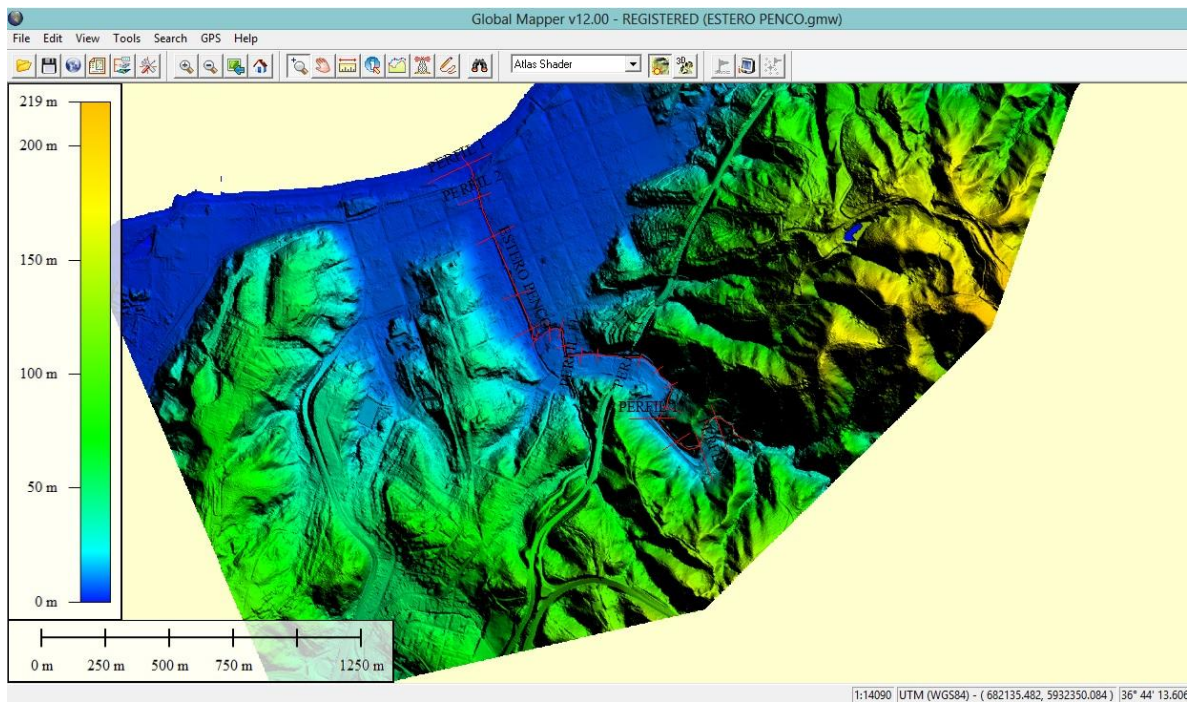 Global Mapper v12.00 - REGISTERED (ESTERO PENCO.gmw)
File Edit View Tools Search GPS Help
Atlas Shader
219 m
200 m
150 m
100 m
50 m
0 m
PERFIL 1
PERFIL 2
ESTERO PENCO
PERFIL
0 m 250 m 500 m 750 m 1250 m
1:14090 UTM (WGS84) - ( 682135.482, 5932350.084 ) 36° 44' 13.606